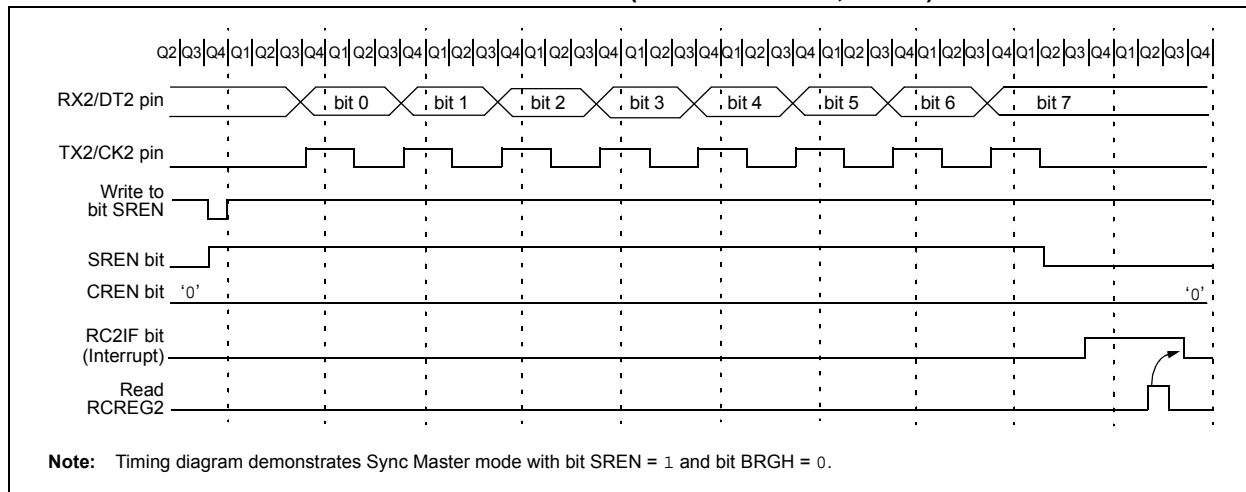 Q2|Q3|Q4|Q1|Q2|Q3|Q4|Q1|Q2|Q3|Q4|Q1|Q2|Q3|Q4|Q1|Q2|Q3|Q4|Q1|Q2|Q3|Q4|Q1|Q2|Q3|Q4|Q1|Q2|Q3|Q4|Q1|Q2|Q3|Q4|Q1|Q2|Q3|Q4|Q1|Q2|Q3|Q4
RX2/DT2 pin bit 0 bit 1 bit 2 bit 3 bit 4 bit 5 bit 6 bit 7
TX2/CK2 pin
Write to
bit SREN
SREN bit
CREN bit ‘0’ ‘0’
RC2IF bit
(Interrupt)
Read
RCREG2
Note: Timing diagram demonstrates Sync Master mode with bit SREN = 1 and bit BRGH = 0.